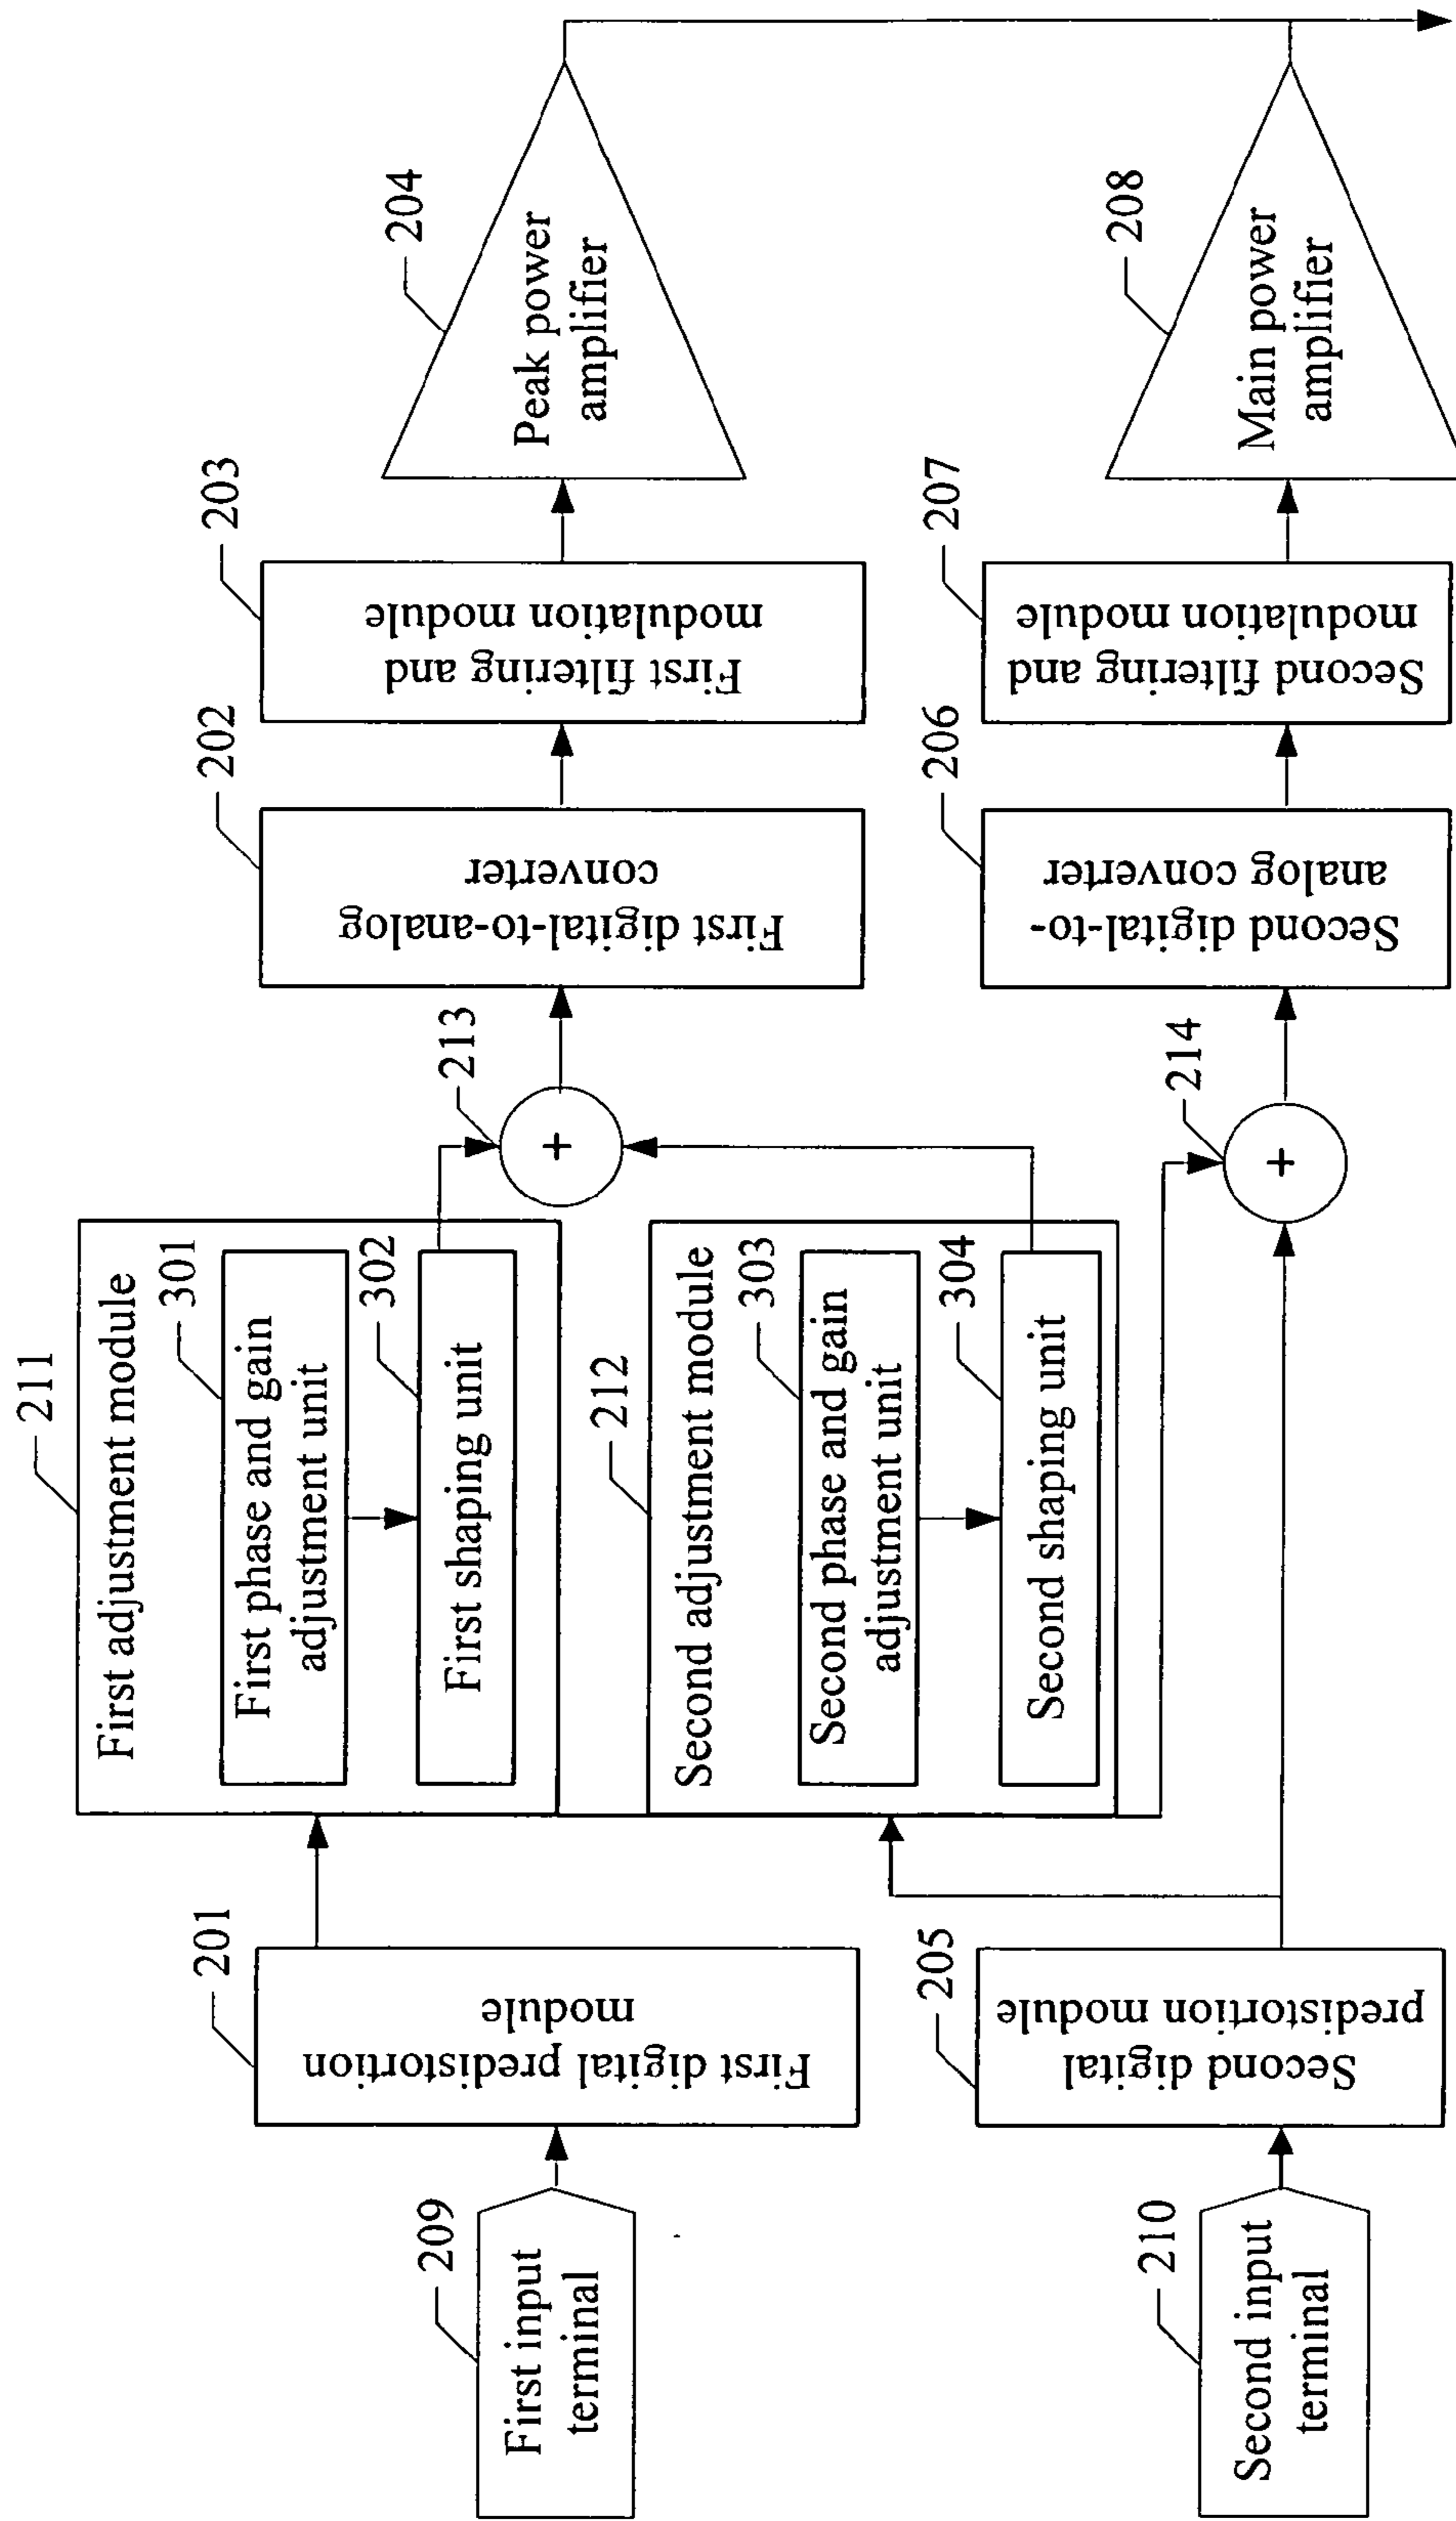 209
First input
terminal
201
First digital predistortion
module
211
First adjustment module
301
First phase and gain
adjustment unit
302
First shaping unit
213
+
202
First digital-to-analog
converter
203
First filtering and
modulation module
204
Peak power
amplifier
212
Second adjustment module
303
Second phase and gain
adjustment unit
304
Second shaping unit
210
Second input
terminal
205
Second digital
predistortion module
214
+
206
Second digital-to-
analog converter
207
Second filtering and
modulation module
208
Main power
amplifier